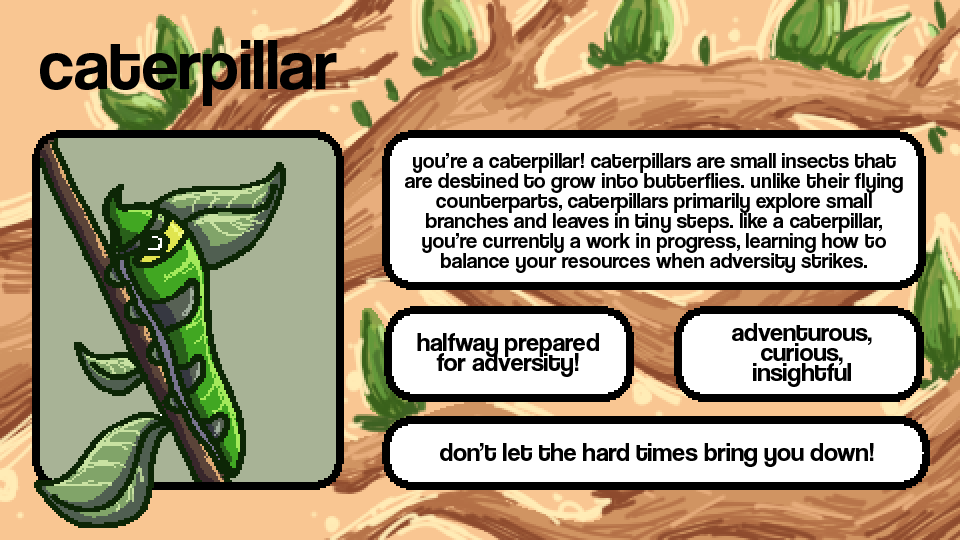 caterpillar
you're a caterpillar! caterpillars are small insects that
are destined to grow into butterflies. unlike their flying
counterparts, caterpillars primarily explore small
branches and leaves in tiny steps. like a caterpillar,
you're currently a work in progress, learning how to
balance your resources when adversity strikes.
halfway prepared
for adversity!
adventurous,
curious,
insightful
don't let the hard times bring you down!